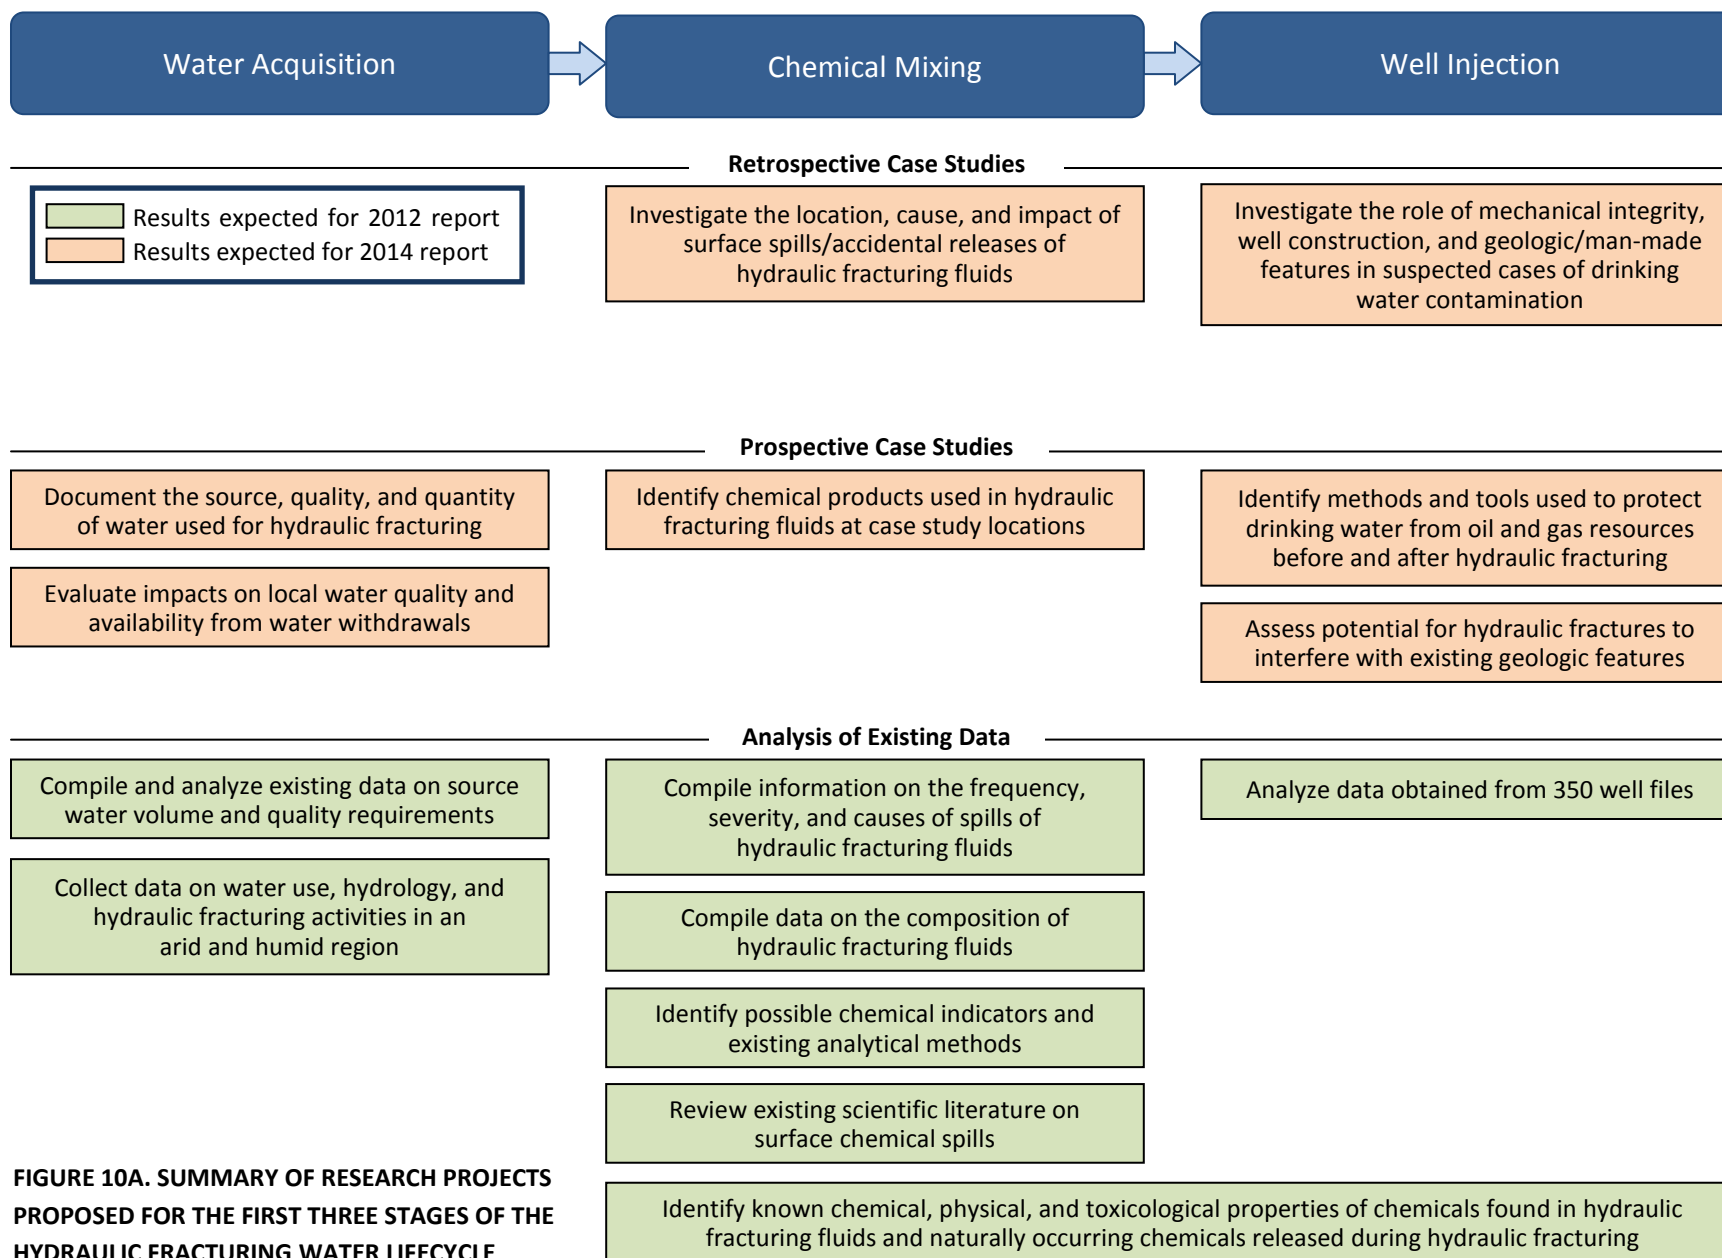 Water Acquisition
Chemical Mixing
Well Injection
Retrospective Case Studies
Results expected for 2012 report
Results expected for 2014 report
Investigate the location, cause, and impact of
surface spills/accidental releases of
hydraulic fracturing fluids
Investigate the role of mechanical integrity,
well construction, and geologic/man-made
features in suspected cases of drinking
water contamination
Prospective Case Studies
Document the source, quality, and quantity
of water used for hydraulic fracturing
Evaluate impacts on local water quality and
availability from water withdrawals
Identify chemical products used in hydraulic
fracturing fluids at case study locations
Identify methods and tools used to protect
drinking water from oil and gas resources
before and after hydraulic fracturing
Assess potential for hydraulic fractures to
interfere with existing geologic features
Analysis of Existing Data
Compile and analyze existing data on source
water volume and quality requirements
Collect data on water use, hydrology, and
hydraulic fracturing activities in an
arid and humid region
Compile information on the frequency,
severity, and causes of spills of
hydraulic fracturing fluids
Compile data on the composition of
hydraulic fracturing fluids
Identify possible chemical indicators and
existing analytical methods
Review existing scientific literature on
surface chemical spills
Analyze data obtained from 350 well files
Identify known chemical, physical, and toxicological properties of chemicals found in hydraulic
fracturing fluids and naturally occurring chemicals released during hydraulic fracturing
FIGURE 10A. SUMMARY OF RESEARCH PROJECTS
PROPOSED FOR THE FIRST THREE STAGES OF THE
HYDRAULIC FRACTURING WATER LIFECYCLE